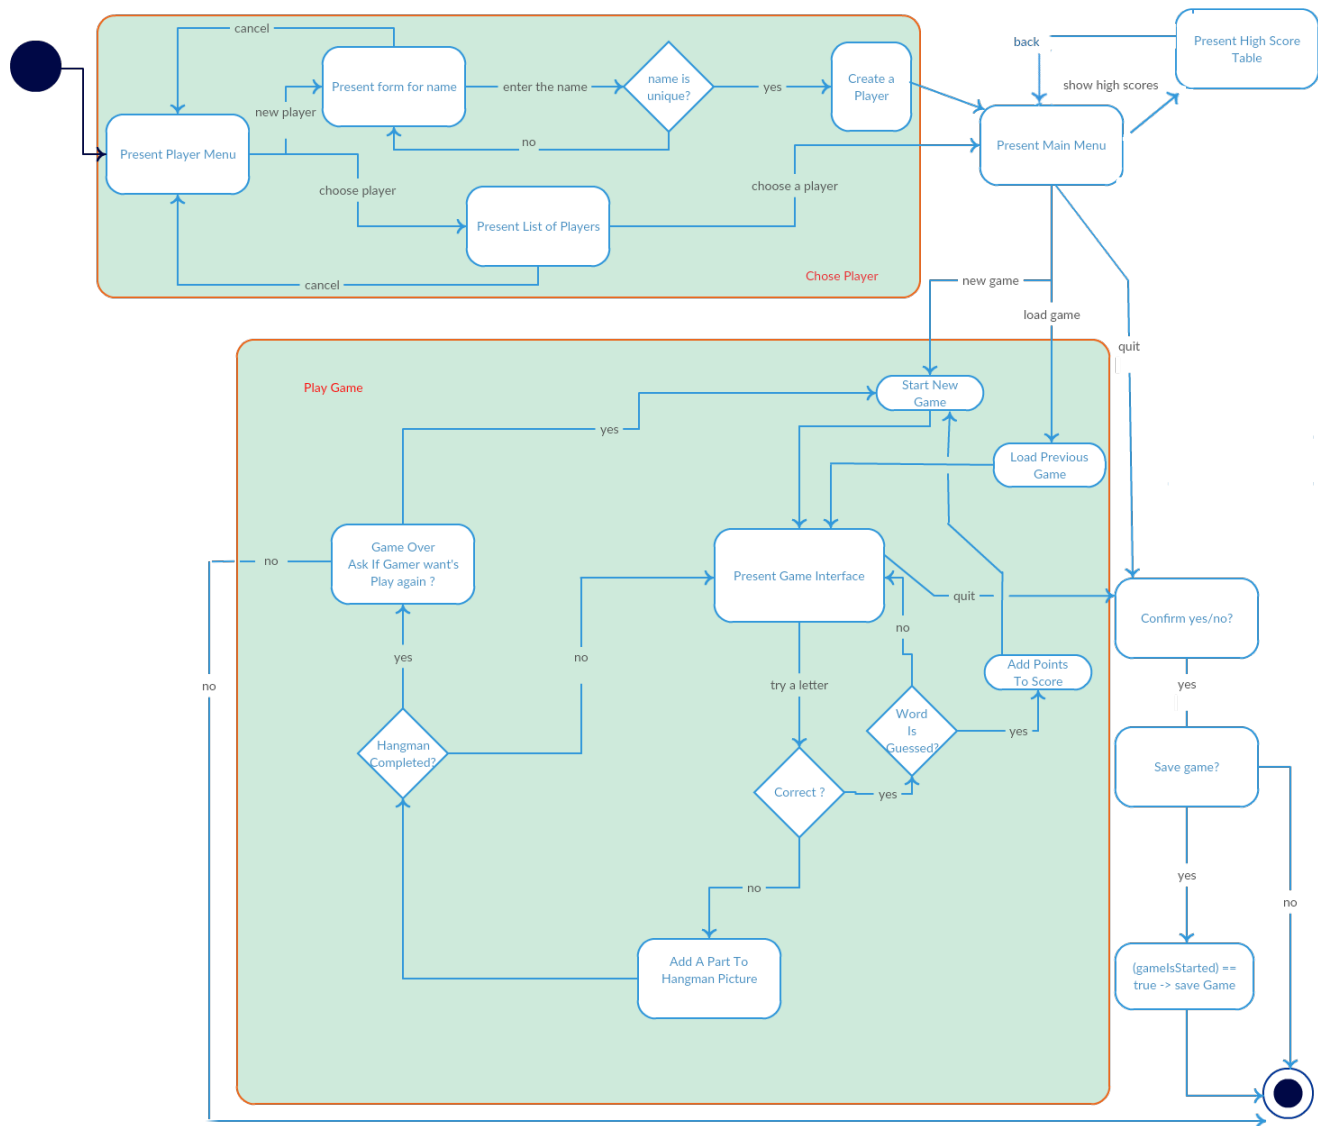 cancel
Present High Score
Table
back
show high scores
Present form for name
enter the name
name is
unique?
yes
Create a
Player
new player
no
Present Player Menu
Present Main Menu
choose player
choose a player
Present List of Players
cancel
Chose Player
new game
load game
quit
Play Game
Start New
Game
yes
Load Previous
Game
Game Over
Ask If Gamer want's
Play again ?
no
Present Game Interface
quit
no
Confirm yes/no?
yes
no
no
try a letter
Add Points
To Score
yes
Word
Is
Guessed?
yes
Hangman
Completed?
Save game?
Correct ?
yes
no
yes
no
Add A Part To
Hangman Picture
(gameIsStarted) ==
true -> save Game